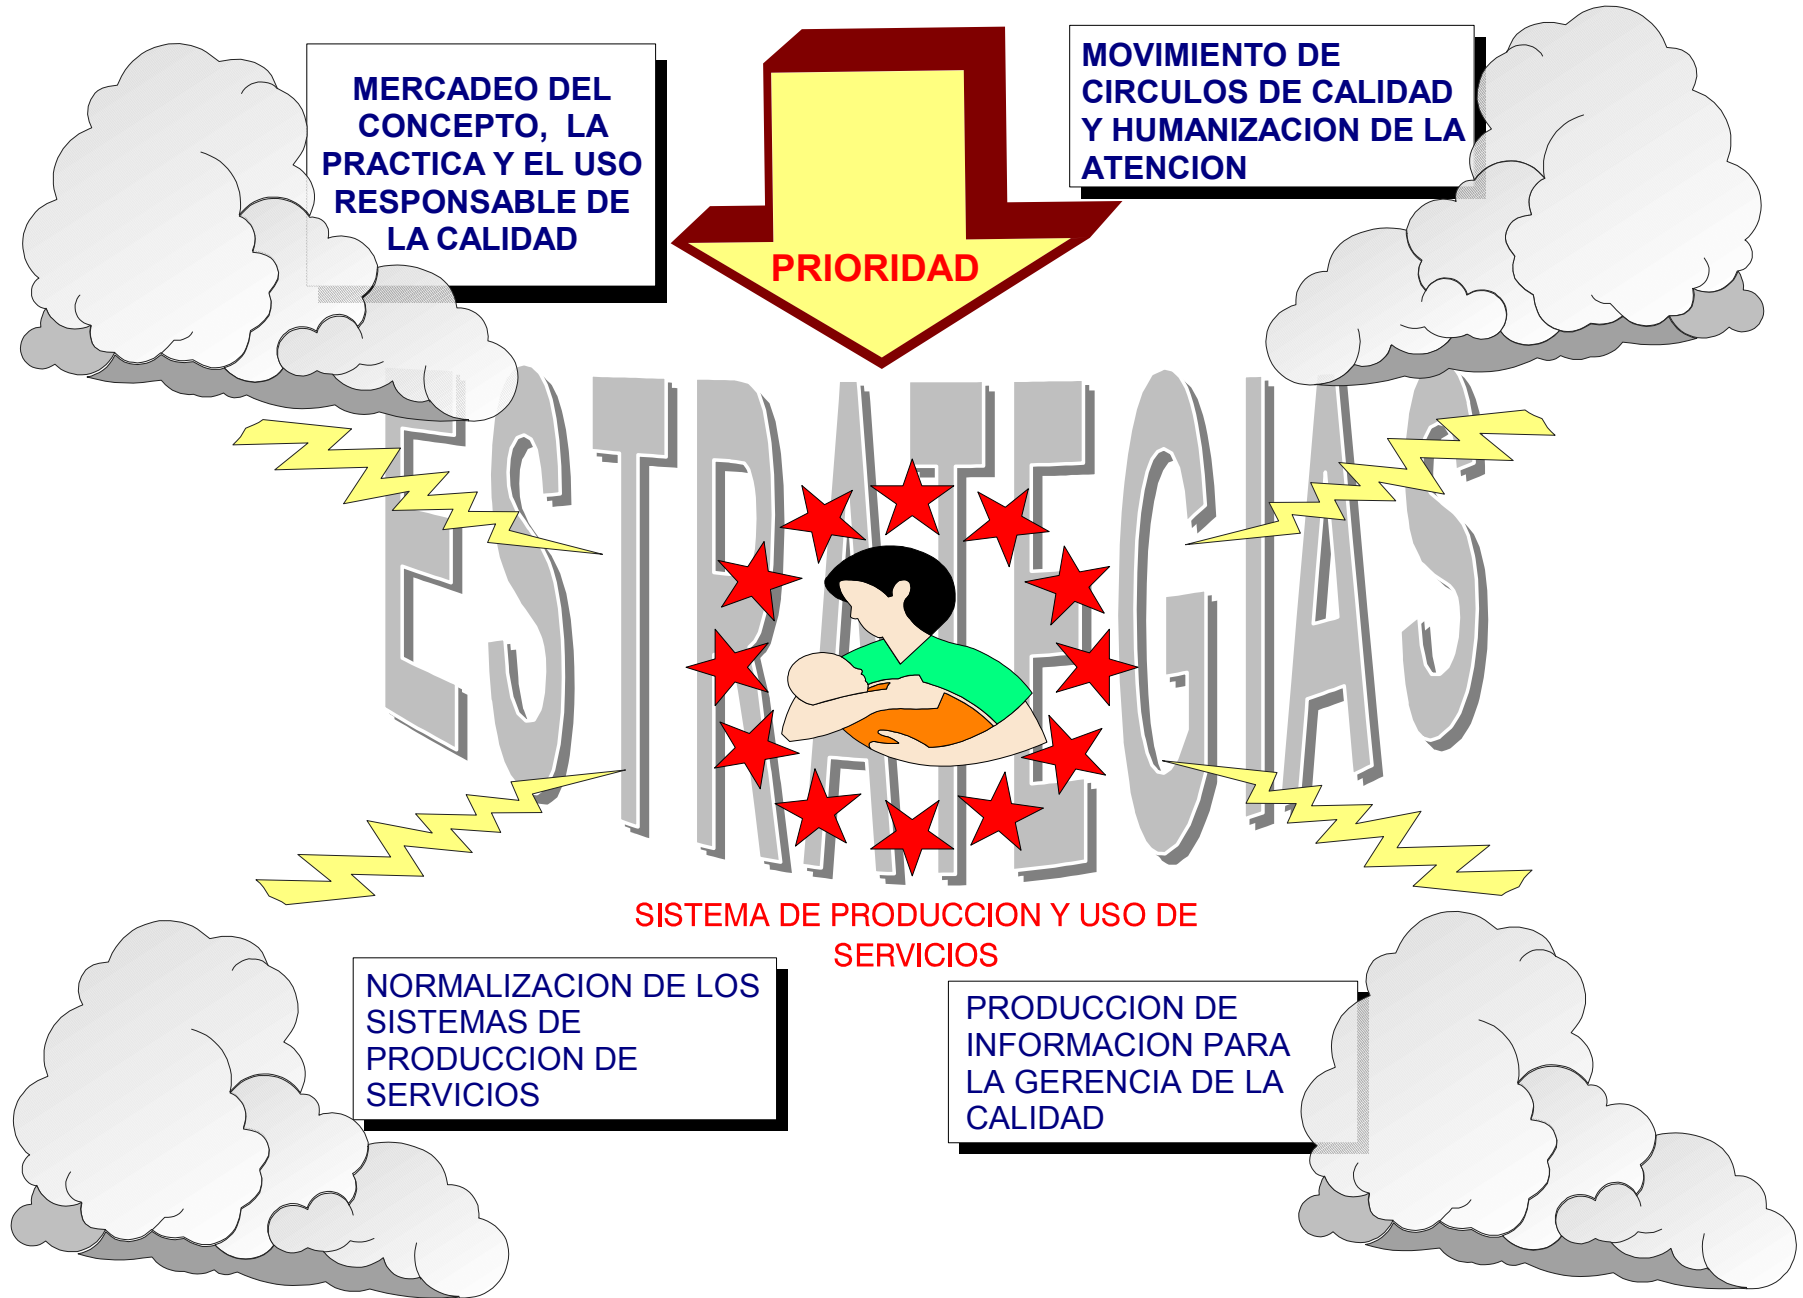 MERCADEO DEL
CONCEPTO, LA
PRACTICA Y EL USO
RESPONSABLE DE
LA CALIDAD
PRIORIDAD
MOVIMIENTO DE
CIRCULOS DE CALIDAD
Y HUMANIZACION DE LA
ATENCION
ESTRATEGIAS
SISTEMA DE PRODUCCION Y USO DE
SERVICIOS
NORMALIZACION DE LOS
SISTEMAS DE
PRODUCCION DE
SERVICIOS
PRODUCCION DE
INFORMACION PARA
LA GERENCIA DE LA
CALIDAD